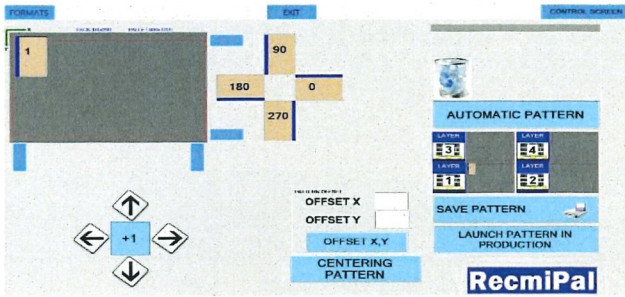 FORMATS
EXIT
CONTROL SCREEN
X
Y
1
90
180
0
270
AUTOMATIC PATTERN
LAYER
3
LAYER
4
LAYER
1
LAYER
2
OFFSET X
OFFSET Y
SAVE PATTERN
+1
OFFSET X,Y
LAUNCH PATTERN IN
PRODUCTION
CENTERING
PATTERN
RecmiPal